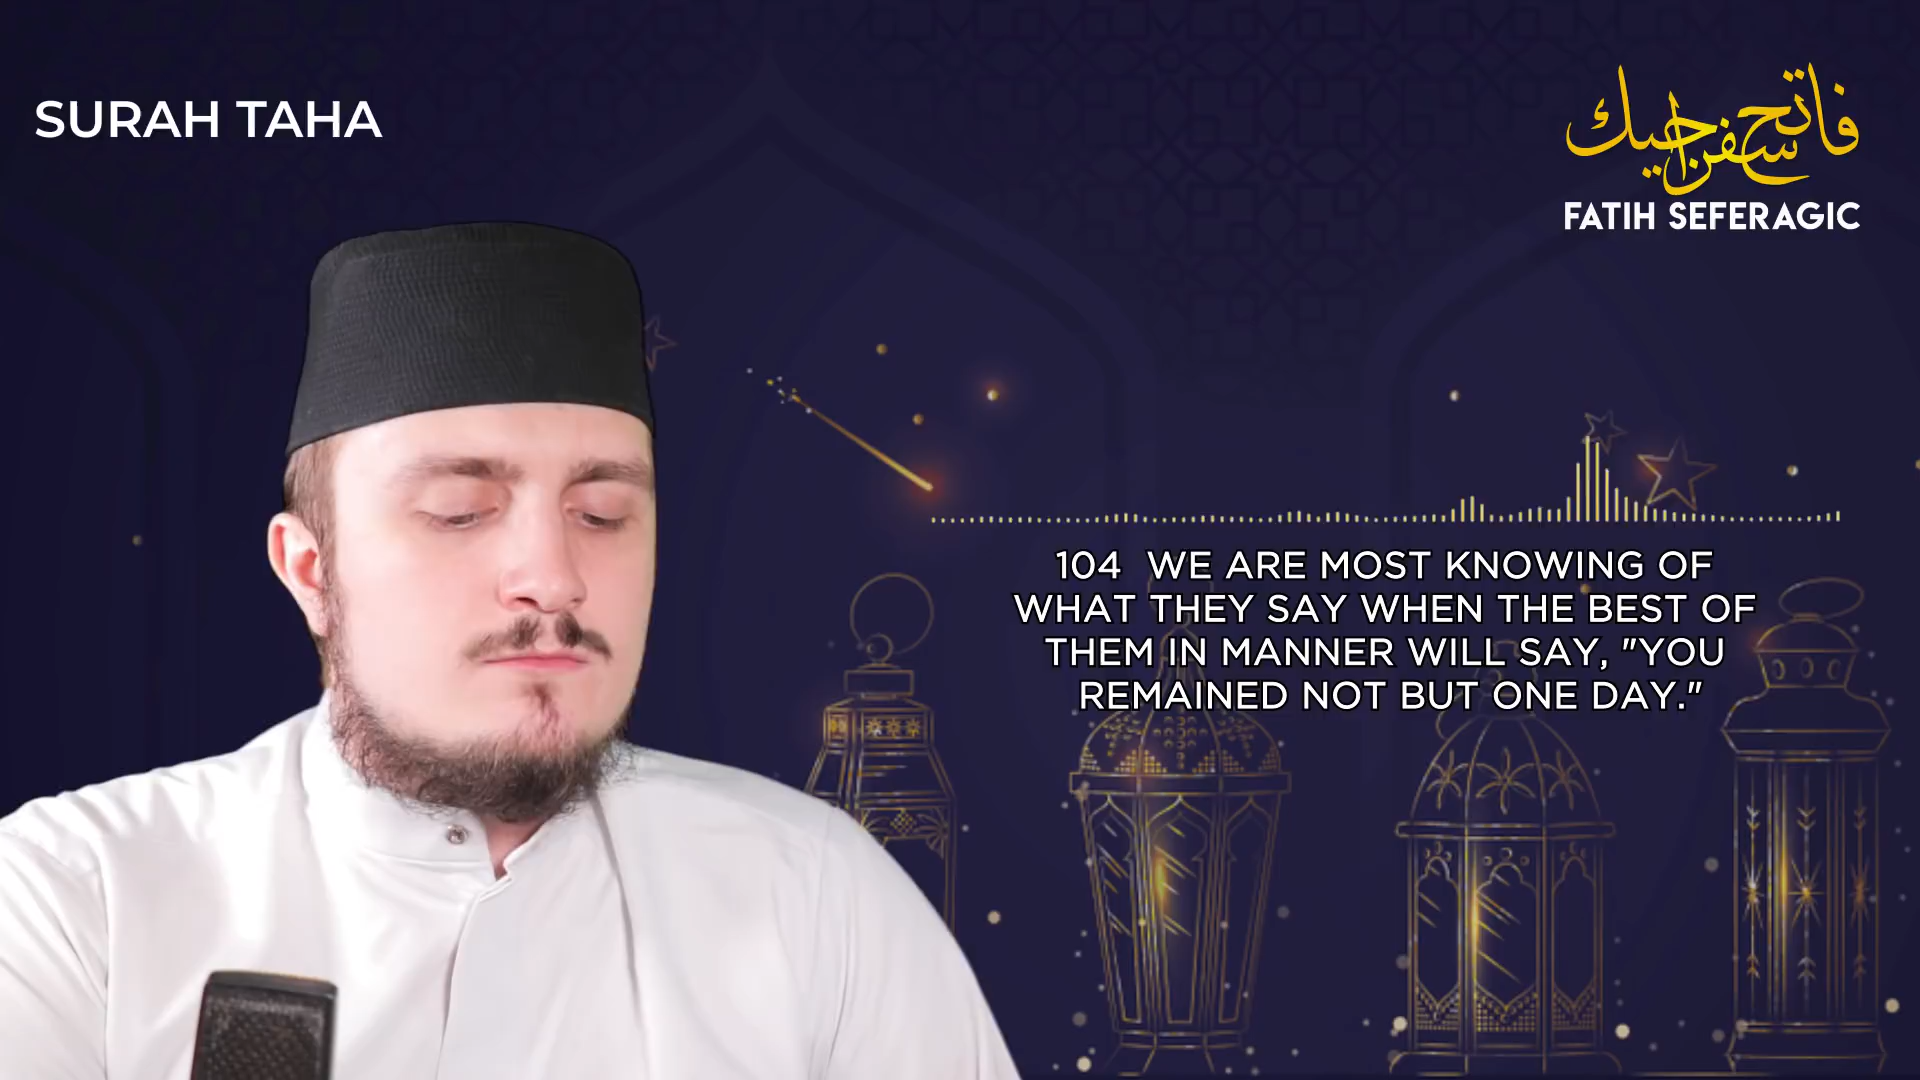 SURAH TAHA
فاتح سفراجيك
FATIH SEFERAGIC
104 WE ARE MOST KNOWING OF
WHAT THEY SAY WHEN THE BEST OF
THEM IN MANNER WILL SAY, "YOU
REMAINED NOT BUT ONE DAY."